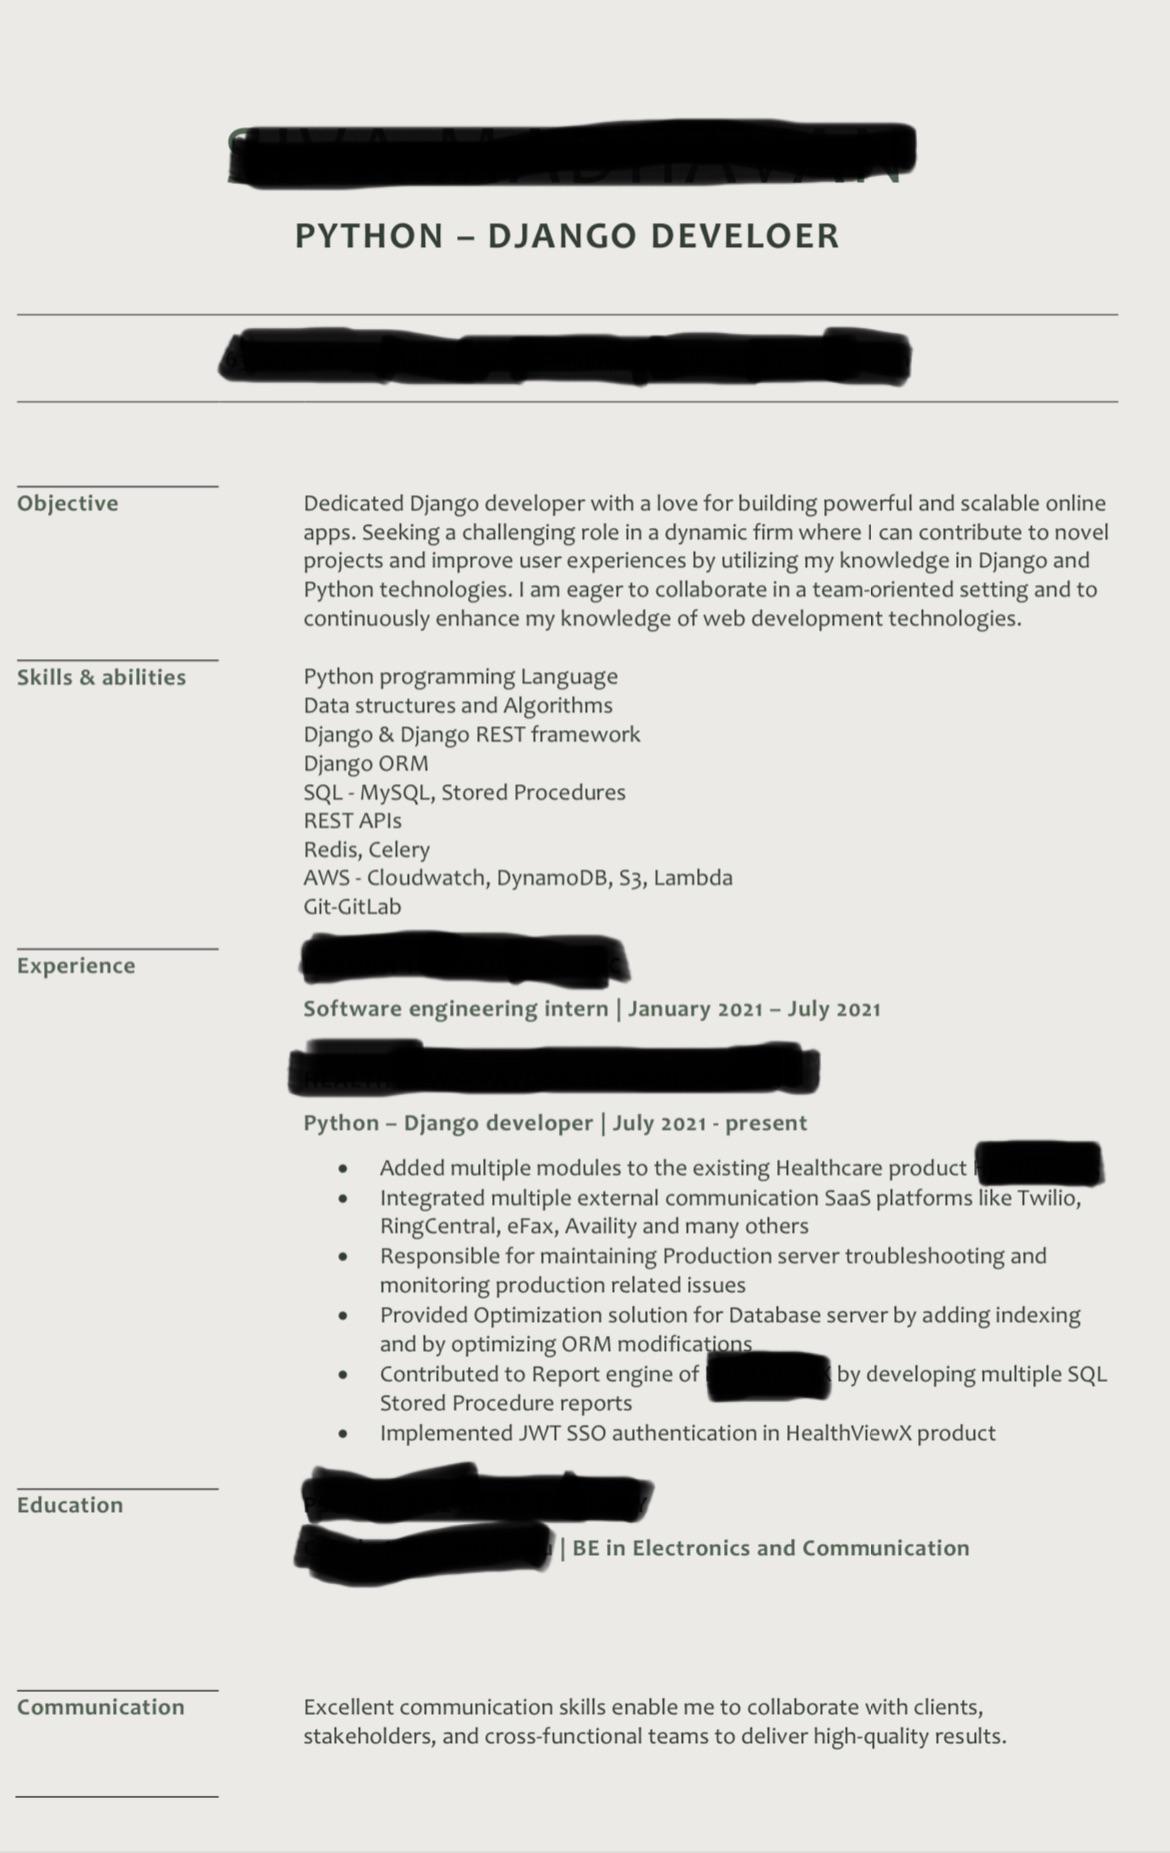 PYTHON – DJANGO DEVELOER
Objective
Dedicated Django developer with a love for building powerful and scalable online
apps. Seeking a challenging role in a dynamic firm where I can contribute to novel
projects and improve user experiences by utilizing my knowledge in Django and
Python technologies. I am eager to collaborate in a team-oriented setting and to
continuously enhance my knowledge of web development technologies.
Skills & abilities
Python programming Language
Data structures and Algorithms
Django & Django REST framework
Django ORM
SQL - MySQL, Stored Procedures
REST APIs
Redis, Celery
AWS - Cloudwatch, DynamoDB, S3, Lambda
Git-GitLab
Experience
Software engineering intern | January 2021 – July 2021
Python – Django developer | July 2021 - present
• Added multiple modules to the existing Healthcare product
• Integrated multiple external communication SaaS platforms like Twilio,
RingCentral, eFax, Availity and many others
• Responsible for maintaining Production server troubleshooting and
monitoring production related issues
• Provided Optimization solution for Database server by adding indexing
and by optimizing ORM modifications
• Contributed to Report engine of by developing multiple SQL
Stored Procedure reports
• Implemented JWT SSO authentication in HealthViewX product
Education
| BE in Electronics and Communication
Communication
Excellent communication skills enable me to collaborate with clients,
stakeholders, and cross-functional teams to deliver high-quality results.